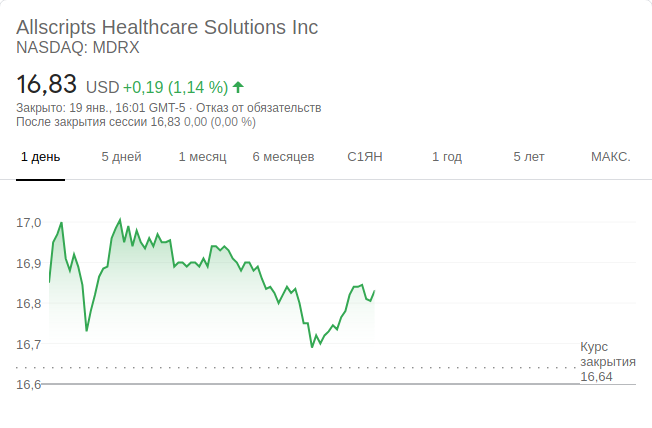 Allscripts Healthcare Solutions Inc
NASDAQ: MDRX
16,83 USD +0,19 (1,14 %)
Закрыто: 19 янв., 16:01 GMT-5 · Отказ от обязательств
После закрытия сессии 16,83 0,00 (0,00 %)
1 день 5 дней 1 месяц 6 месяцев С1ЯН 1 год 5 лет МАКС.
17,0
16,9
16,8
16,7
Курс
закрытия
16,64
16,6